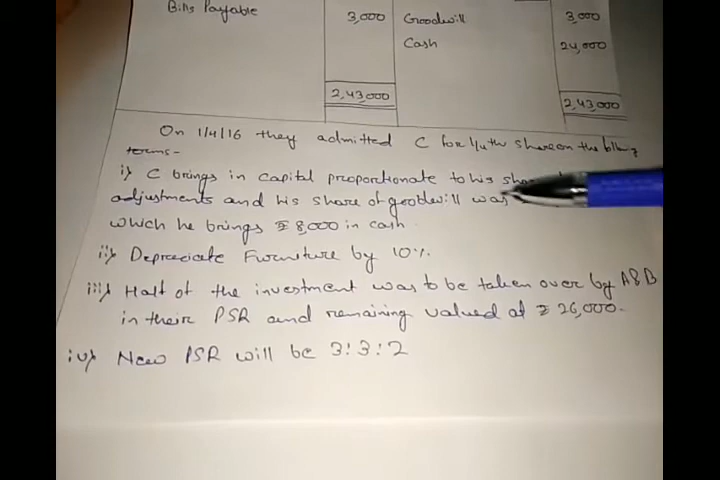 Bills Payable 3,000 Goodwill 3,000
Cash 24,000
2,43,000 2,43,000
On 1/4/16 they admitted C for 1/4th share on the
terms-
i) C brings in capital proportionate to his
adjustments and his share of goodwill was
which he brings ₹ 8,000 in cash
ii) Depreciate Furniture by 10%.
iii) Half of the investment was to be taken over by A&B
in their PSR and remaining valued at ₹ 26,000.
iv) New PSR will be 3:3:2